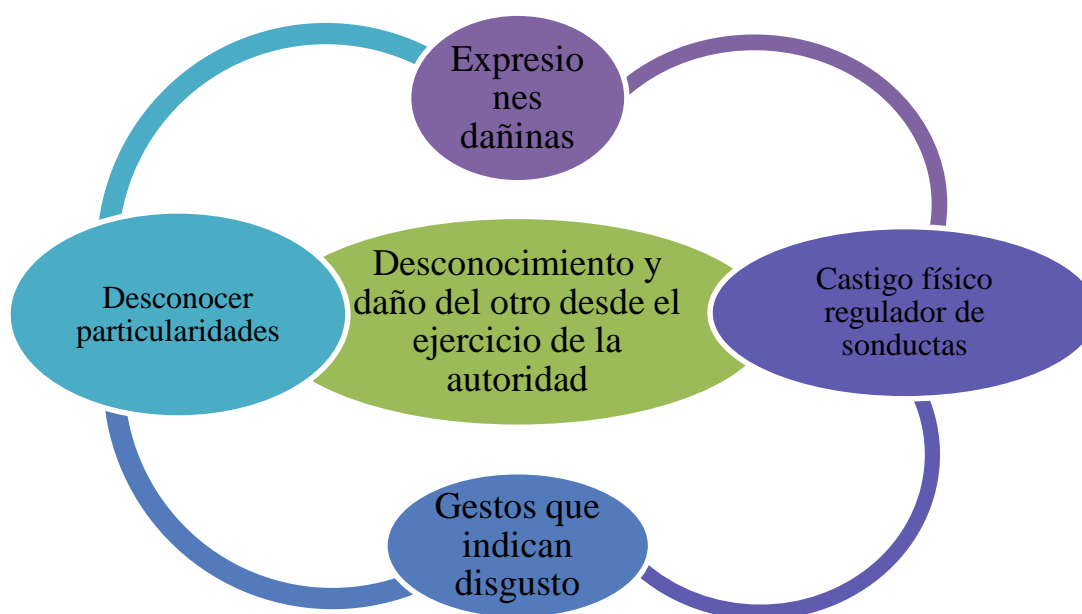 Expresio
nes
dañinas
Desconocimiento y
daño del otro desde el
ejercicio de la
autoridad
Desconocer
particularidades
Castigo físico
regulador de
sonductas
Gestos que
indican
disgusto